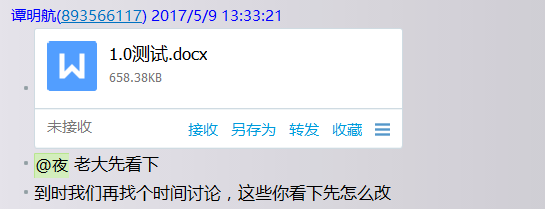 谭明航(893566117) 2017/5/9 13:33:21
1.0测试.docx
658.38KB
未接收 接收 另存为 转发 收藏
@夜 老大先看下
到时我们再找个时间讨论，这些你看下先怎么改